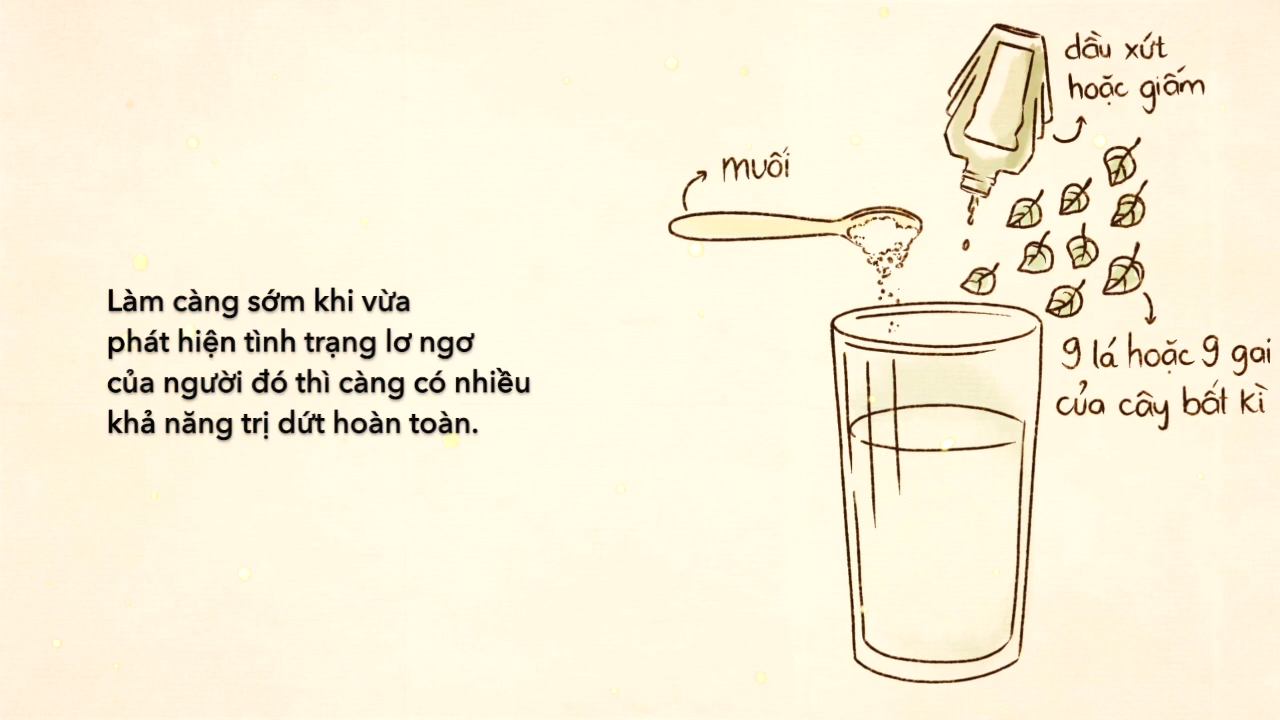 Làm càng sớm khi vừa
phát hiện tình trạng lơ ngơ
của người đó thì càng có nhiều
khả năng trị dứt hoàn toàn.
muối
dầu xứt
hoặc giấm
9 lá hoặc 9 gai
của cây bất kì